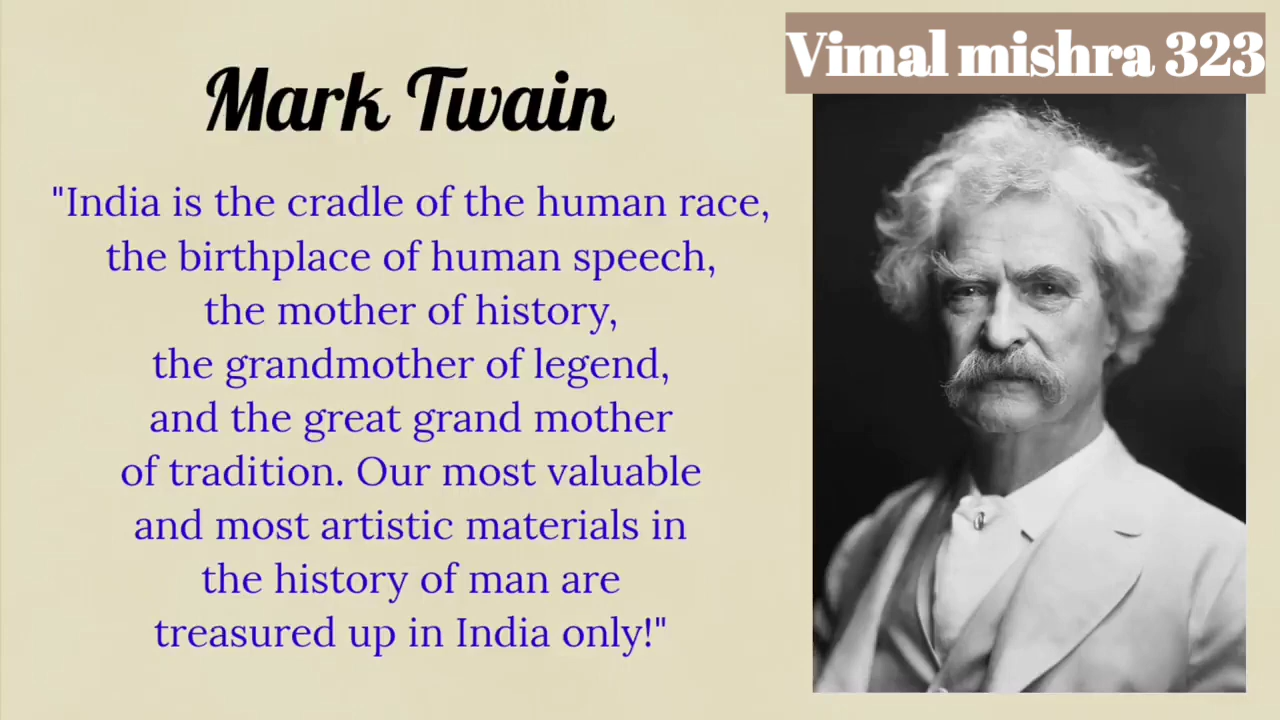 Vimal mishra 323
Mark Twain
"India is the cradle of the human race,
the birthplace of human speech,
the mother of history,
the grandmother of legend,
and the great grand mother
of tradition. Our most valuable
and most artistic materials in
the history of man are
treasured up in India only!"